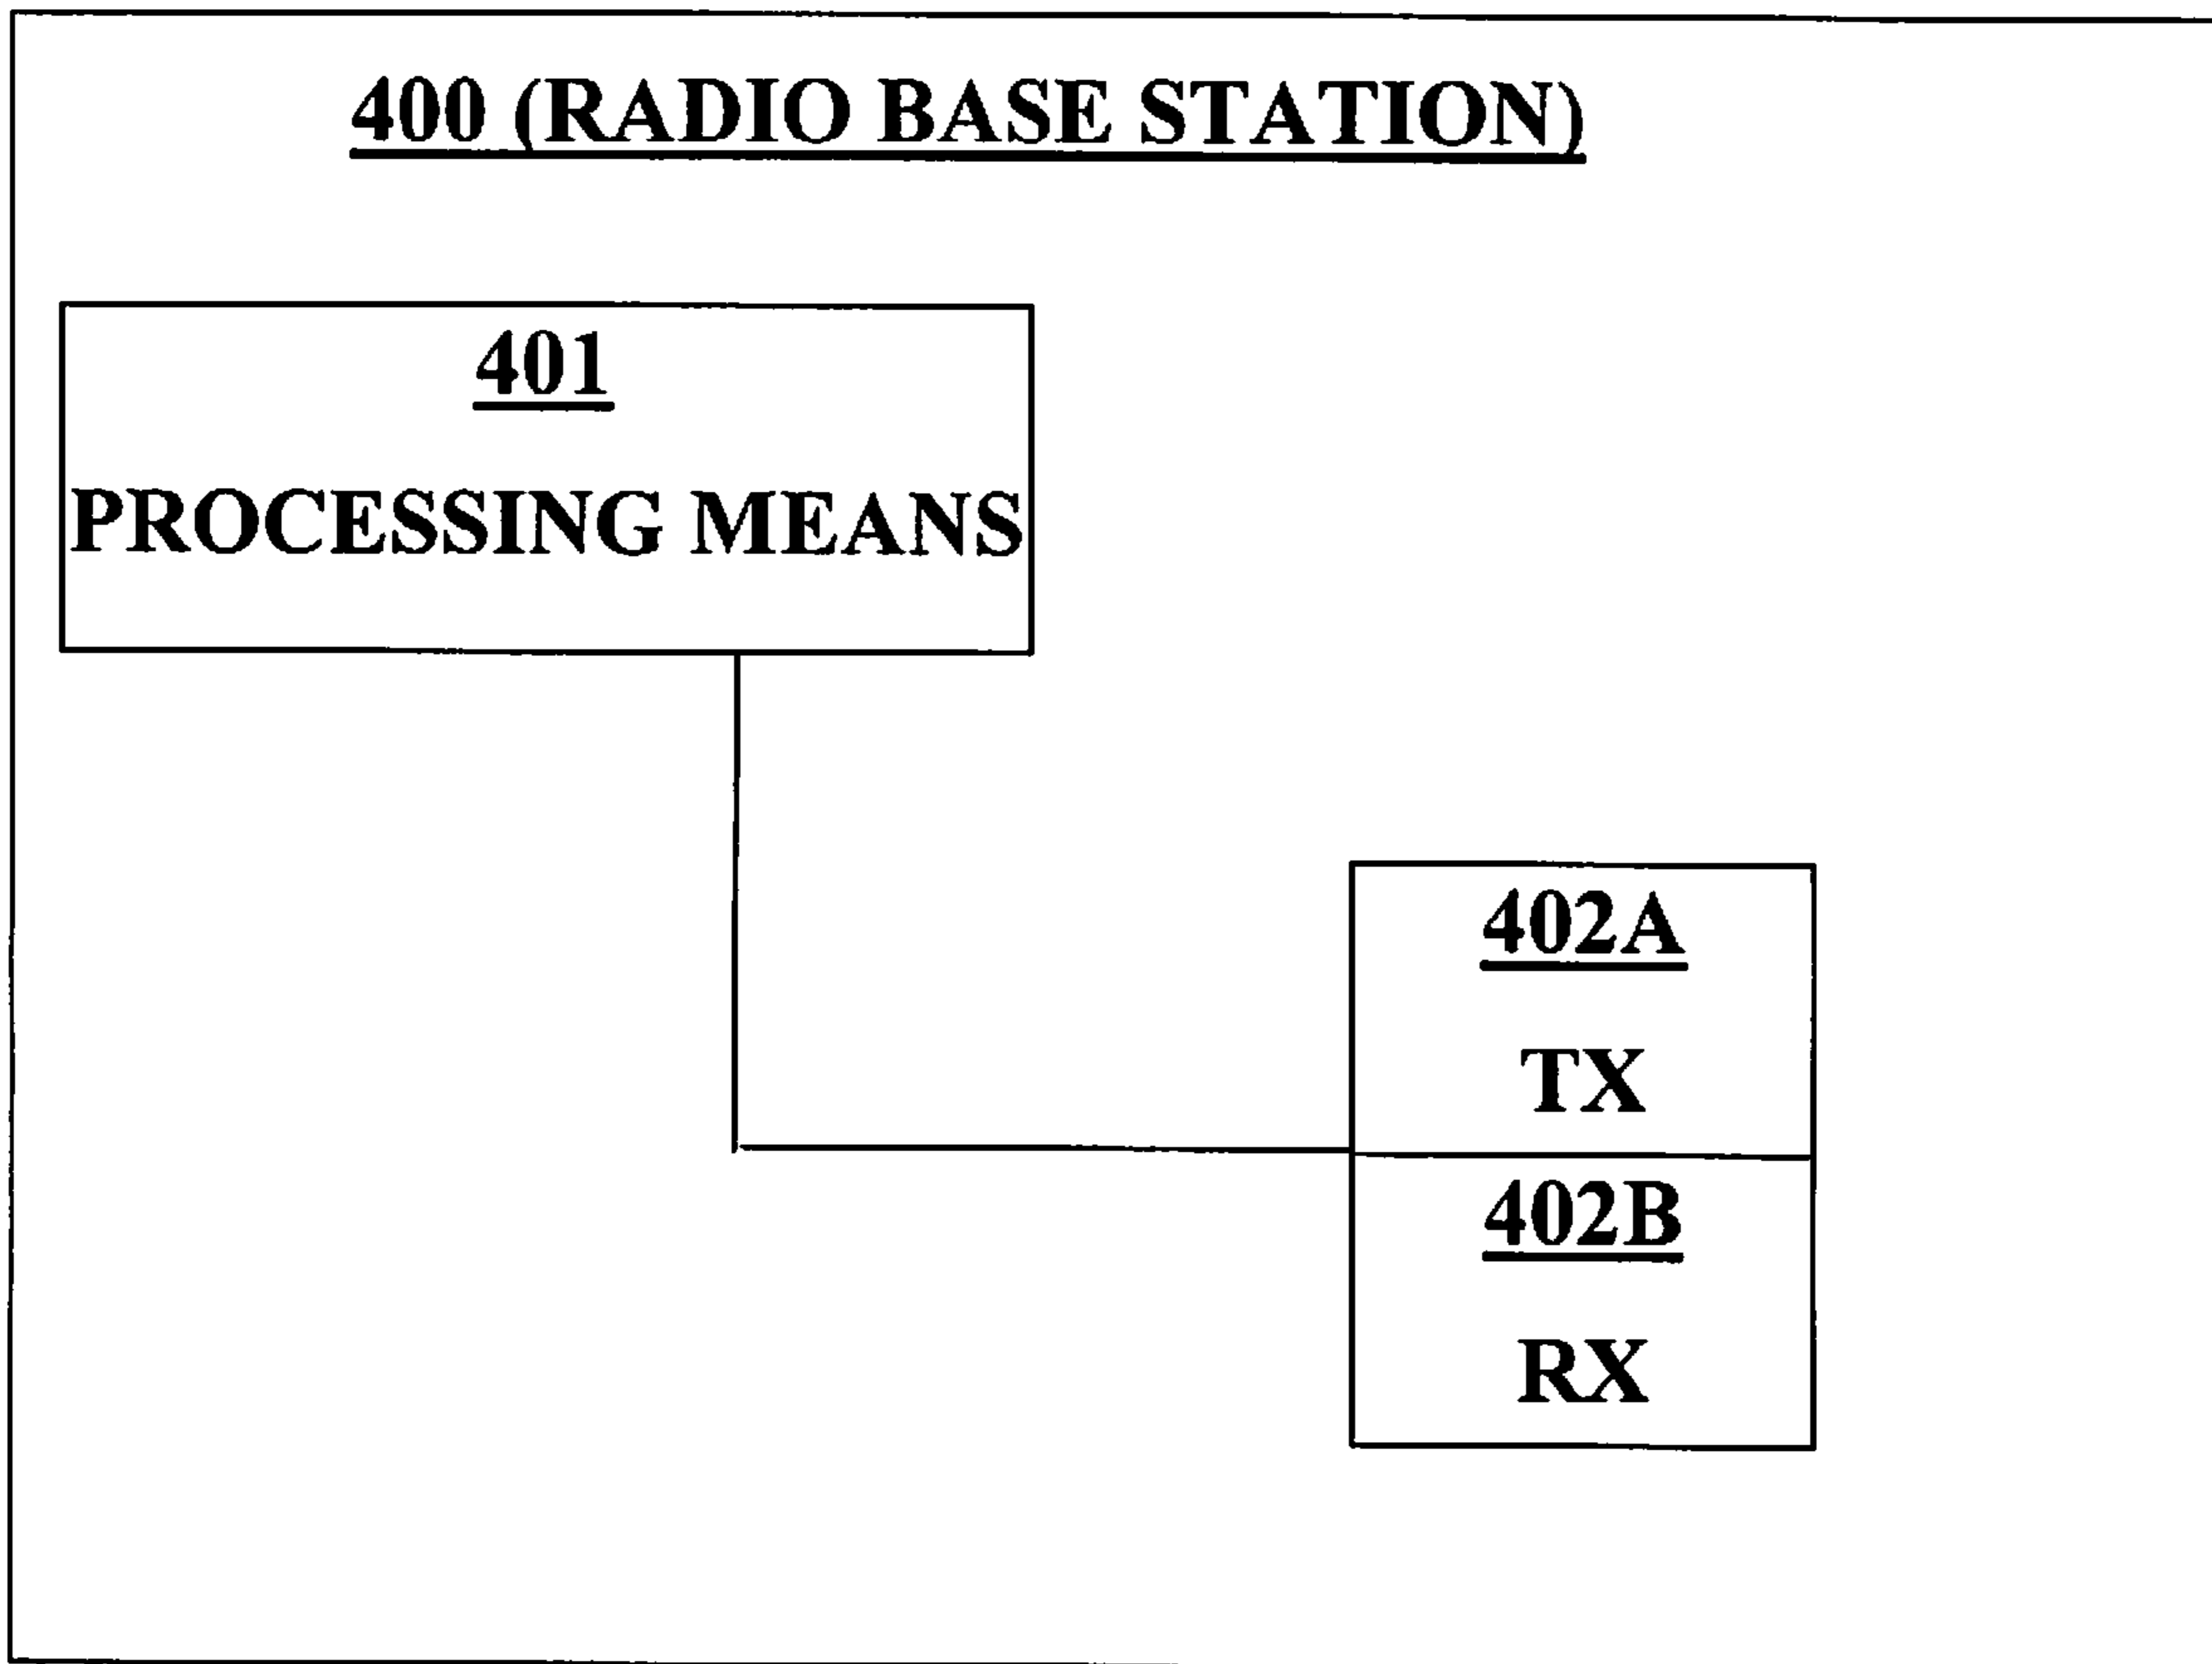 400 (RADIO BASE STATION)
401
PROCESSING MEANS
402A
TX
402B
RX